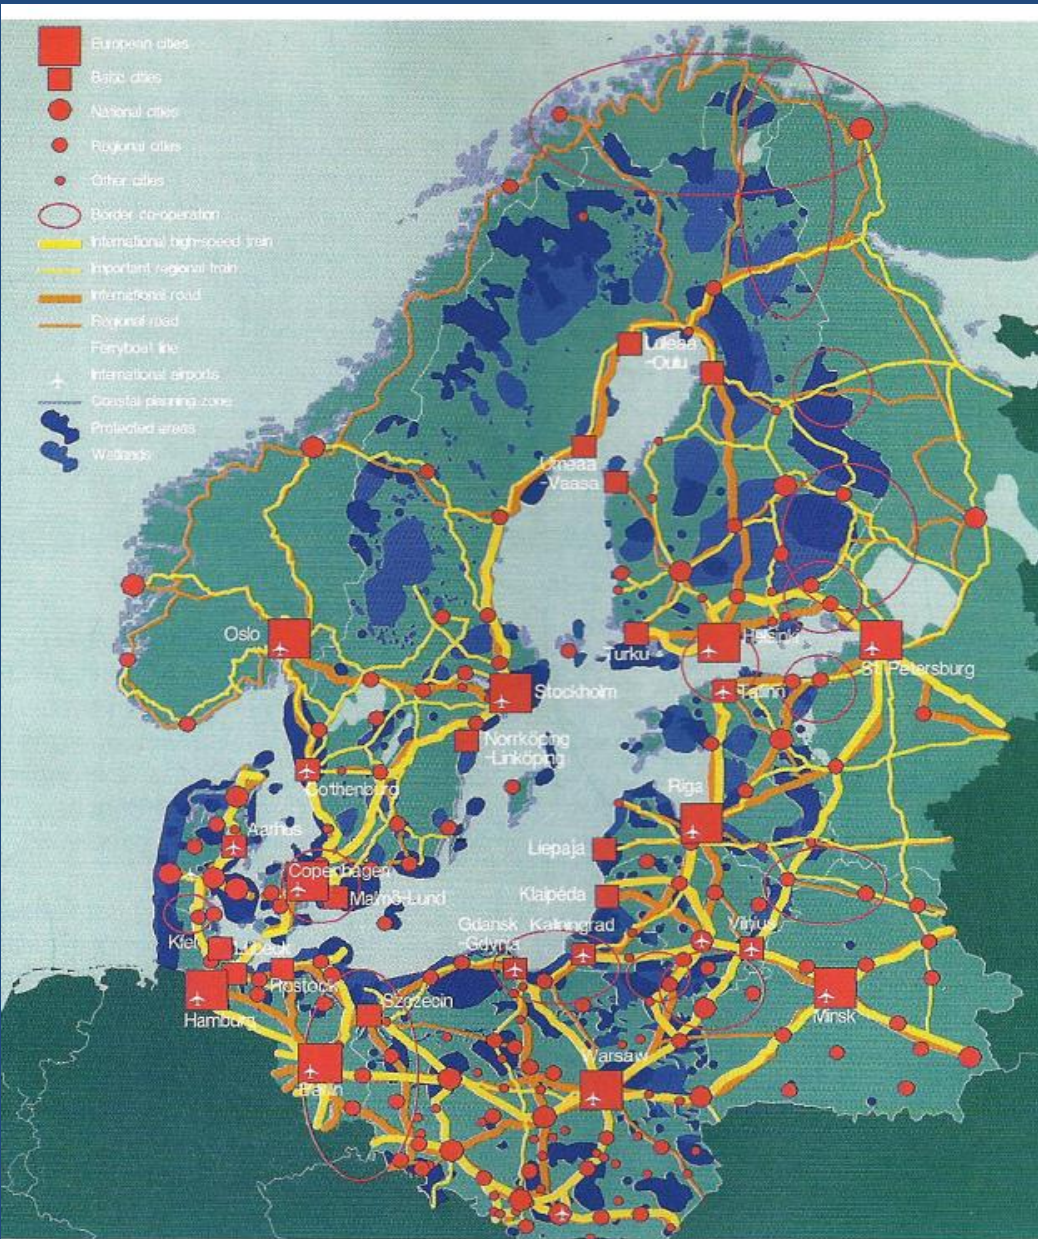 European cities
Baltic cities
National cities
Regional cities
Other cities
Border co-operation
International high-speed train
Important regional train
International road
Regional road
Ferryboat line
International airports
Coastal planning zone
Protected areas
Wetlands
Luleaa
-Oulu
Umeaa
-Vaasa
Oslo
Turku
Helsinki
St. Petersburg
Stockholm
Tallinn
Norrköping
-Linköping
Gothenburg
Riga
Aarhus
Liepaja
Copenhagen
Malmö-Lund
Klaipéda
Gdansk
-Gdynia
Kaliningrad
Vilnius
Kiel
Lübeck
Rostock
Szczecin
Hamburg
Minsk
Warsaw
Berlin